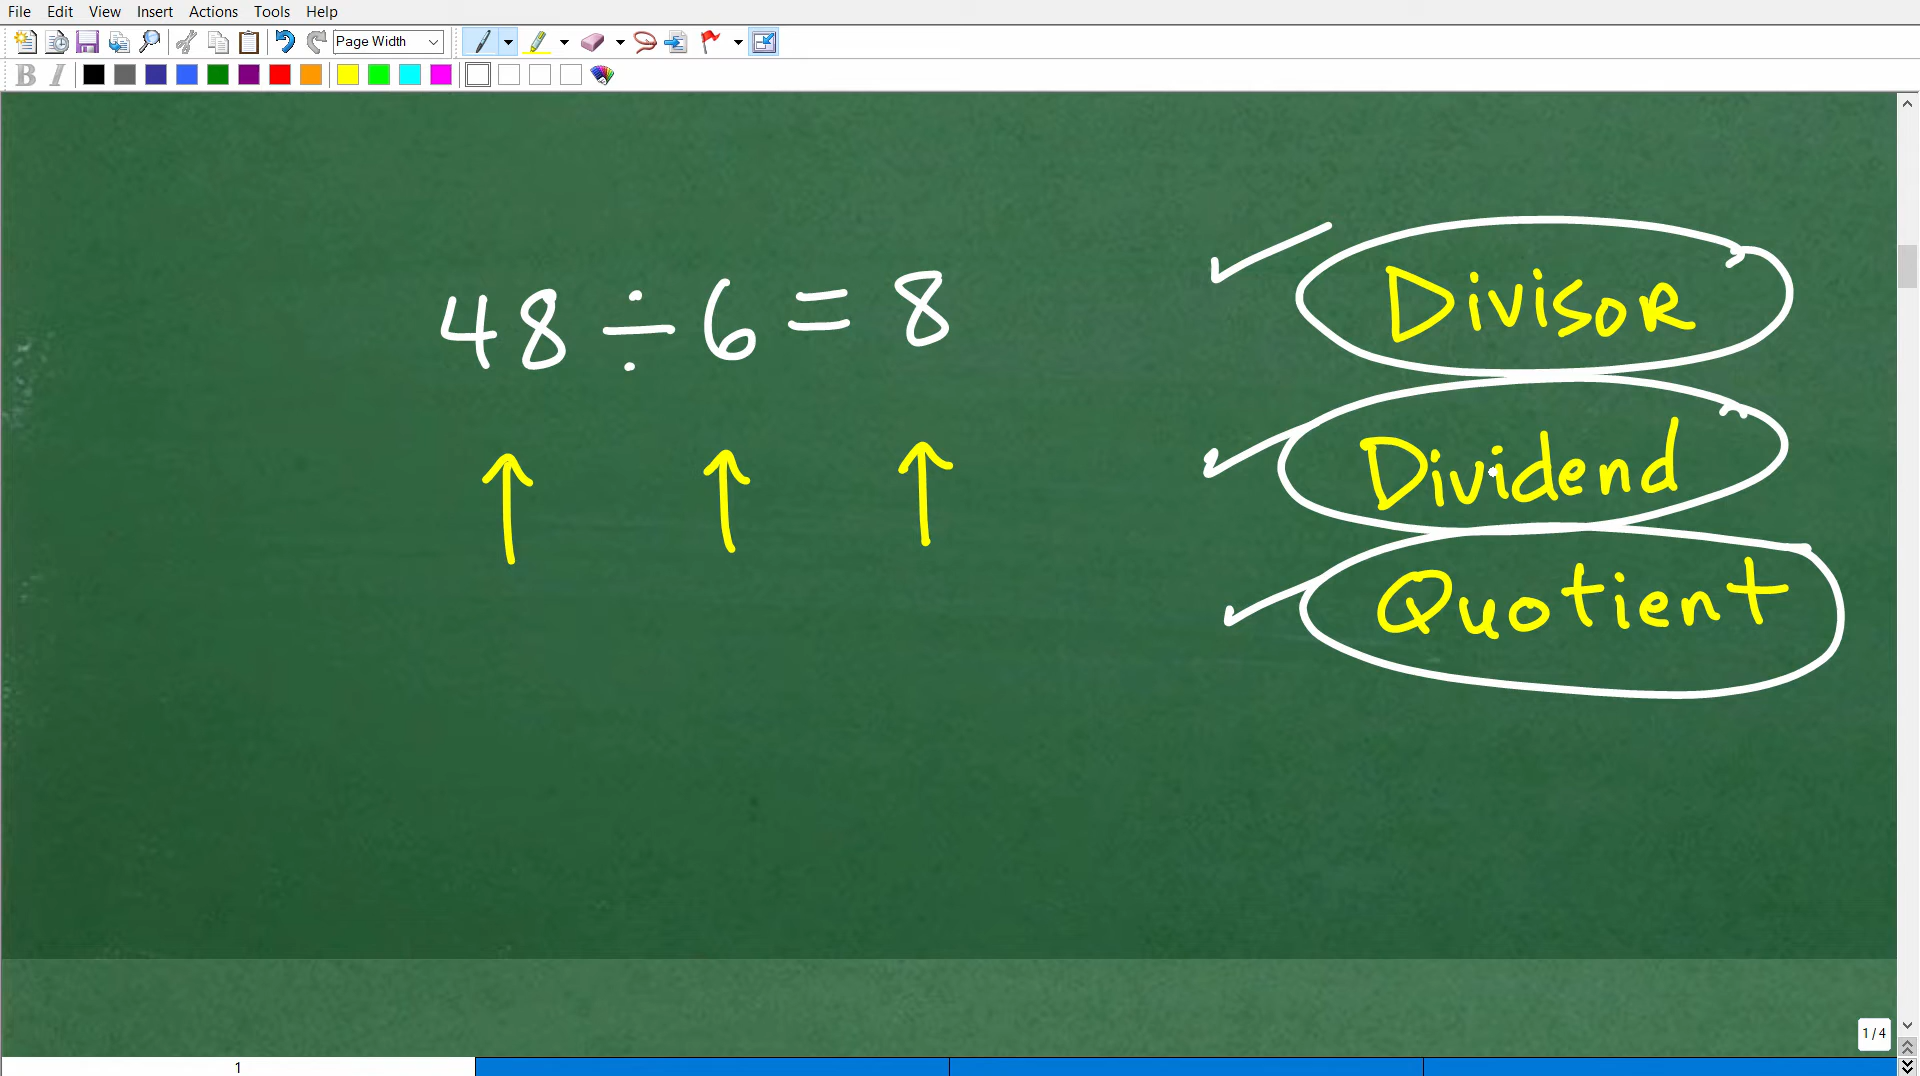 File Edit View Insert Actions Tools Help
Page Width
B I
48 ÷ 6 = 8
Divisor
Dividend
Quotient
1 / 4
1